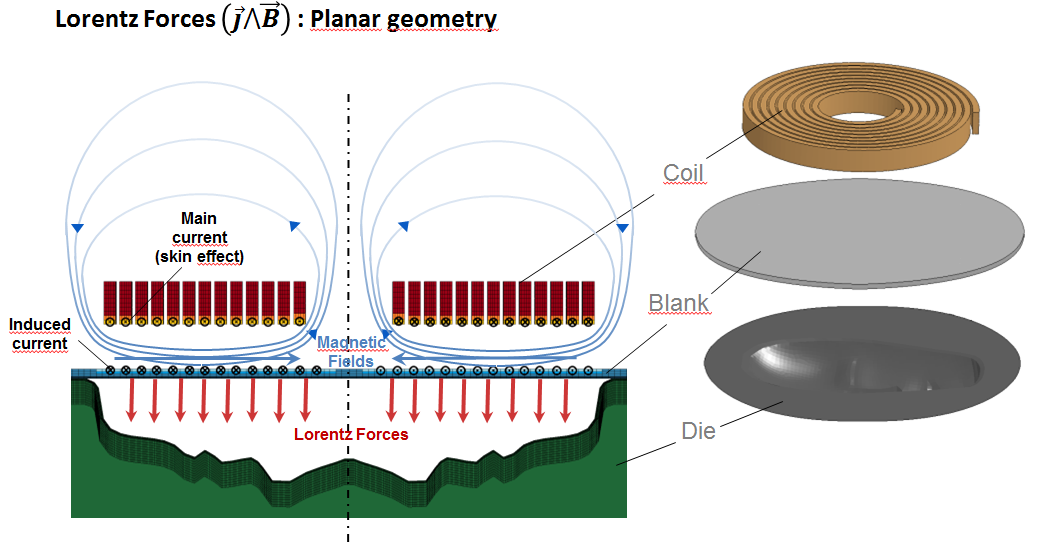 Lorentz Forces (j⃗∧B⃗) : Planar geometry
Main
current
(skin effect)
Induced
current
Magnetic
Fields
Lorentz Forces
Coil
Blank
Die